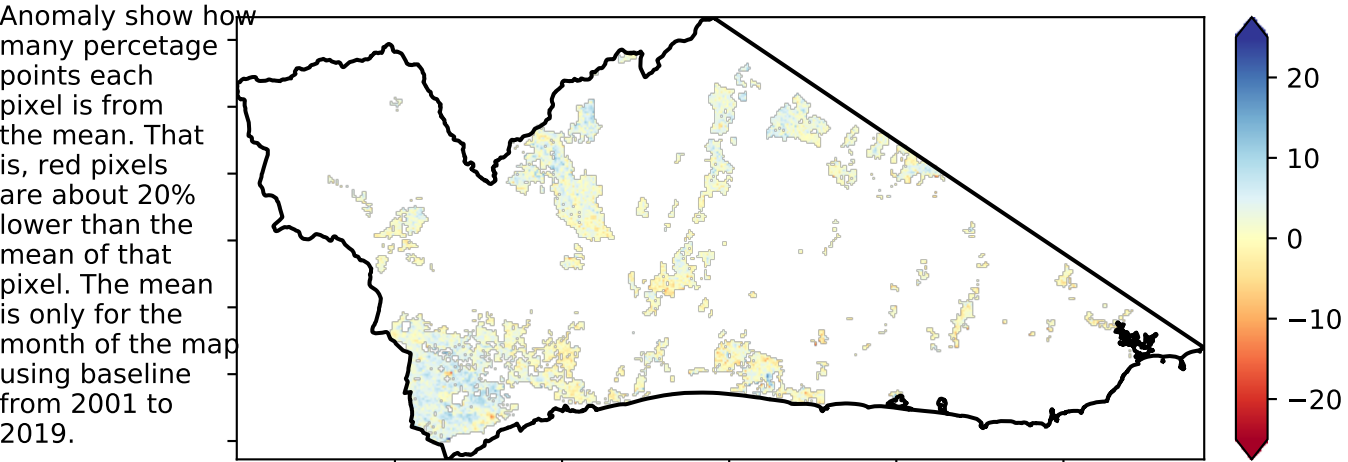 Anomaly show how
many percetage
points each
pixel is from
the mean. That
is, red pixels
are about 20%
lower than the
mean of that
pixel. The mean
is only for the
month of the map
using baseline
from 2001 to
2019.
20
10
0
−10
−20